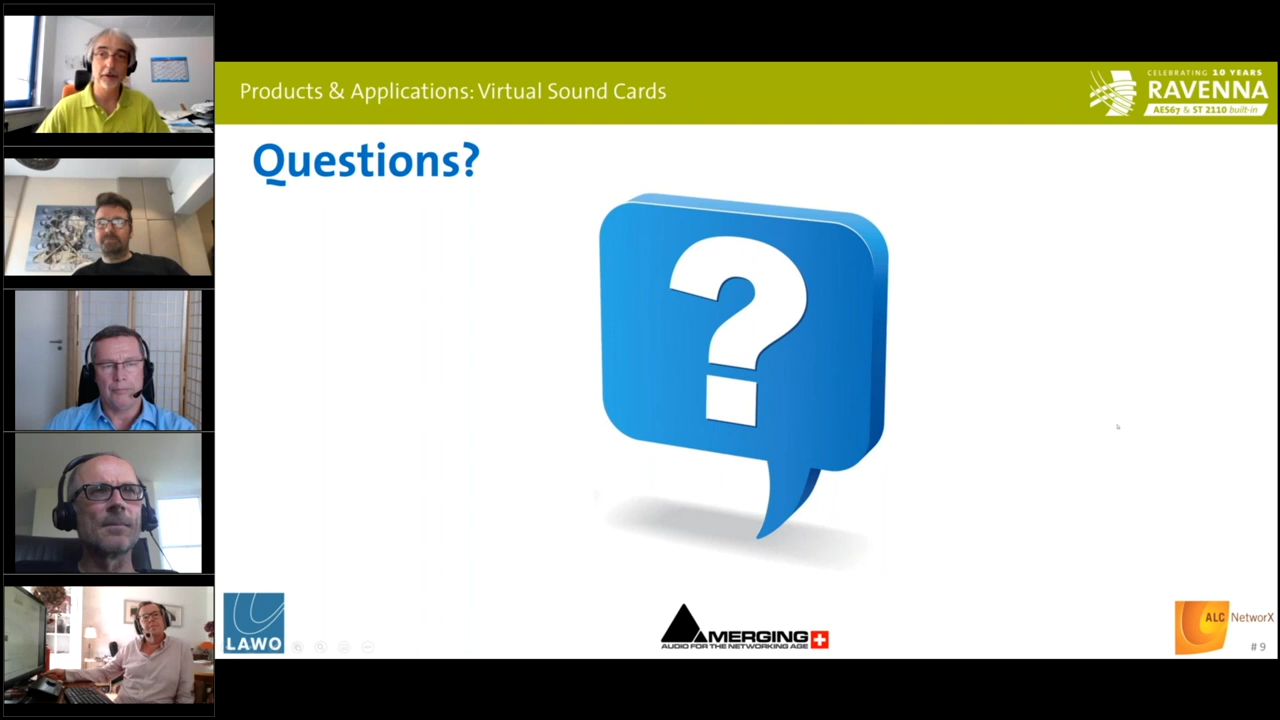 Products & Applications: Virtual Sound Cards
CELEBRATING 10 YEARS
RAVENNA
AES67 & ST 2110 built-in
Questions?
?
LAWO
MERGING
AUDIO FOR THE NETWORKING AGE
ALC NetworX
# 9